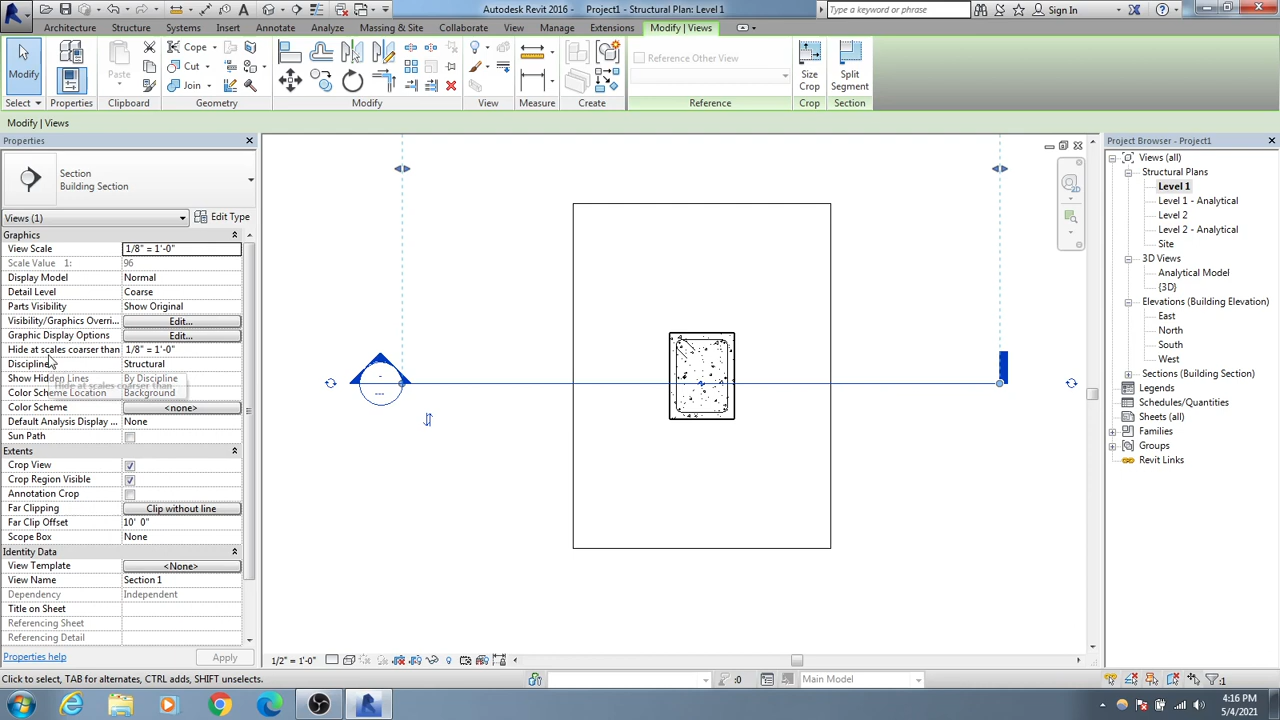 Autodesk Revit 2016 - Project1 - Structural Plan: Level 1
Type a keyword or phrase
Sign In
Architecture Structure Systems Insert Annotate Analyze Massing & Site Collaborate View Manage Extensions Modify | Views
Modify
Paste
Cope
Cut
Join
Reference Other View
Size
Crop
Split
Segment
Select Properties Clipboard Geometry Modify View Measure Create Reference Crop Section
Modify | Views
Properties
Section
Building Section
Views (1)
Edit Type
Graphics
View Scale 1/8" = 1'-0"
Scale Value 1: 96
Display Model Normal
Detail Level Coarse
Parts Visibility Show Original
Visibility/Graphics Overri... Edit...
Graphic Display Options Edit...
Hide at scales coarser than 1/8" = 1'-0"
Discipline Structural
Show Hidden Lines By Discipline
Hide at scales coarser than
Color Scheme Location Background
Color Scheme <none>
Default Analysis Display ... None
Sun Path
Extents
Crop View
Crop Region Visible
Annotation Crop
Far Clipping Clip without line
Far Clip Offset 10' 0"
Scope Box None
Identity Data
View Template <None>
View Name Section 1
Dependency Independent
Title on Sheet
Referencing Sheet
Referencing Detail
Properties help
Apply
-
---
2D
1/2" = 1'-0"
Project Browser - Project1
Views (all)
Structural Plans
Level 1
Level 1 - Analytical
Level 2
Level 2 - Analytical
Site
3D Views
Analytical Model
{3D}
Elevations (Building Elevation)
East
North
South
West
Sections (Building Section)
Legends
Schedules/Quantities
Sheets (all)
Families
Groups
Revit Links
Click to select, TAB for alternates, CTRL adds, SHIFT unselects.
:0
Main Model
:1
4:16 PM
5/4/2021